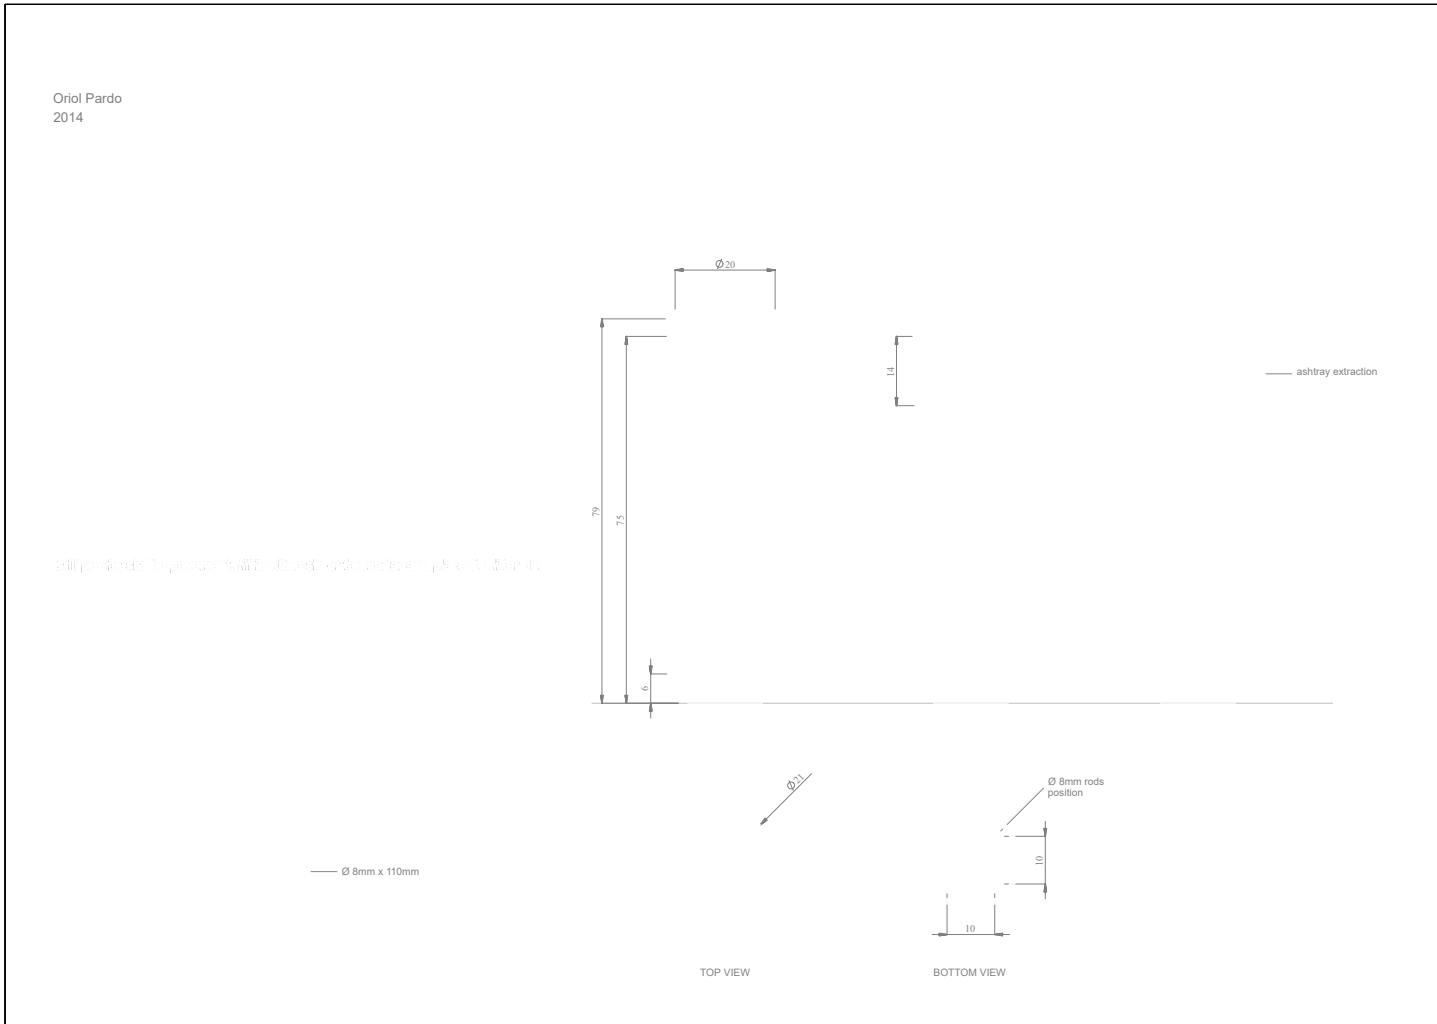 Oriol Pardo
2014
Ø20
14
ashtray extraction
79
75
6
Ø21
Ø 8mm rods
position
10
Ø 8mm x 110mm
10
TOP VIEW
BOTTOM VIEW